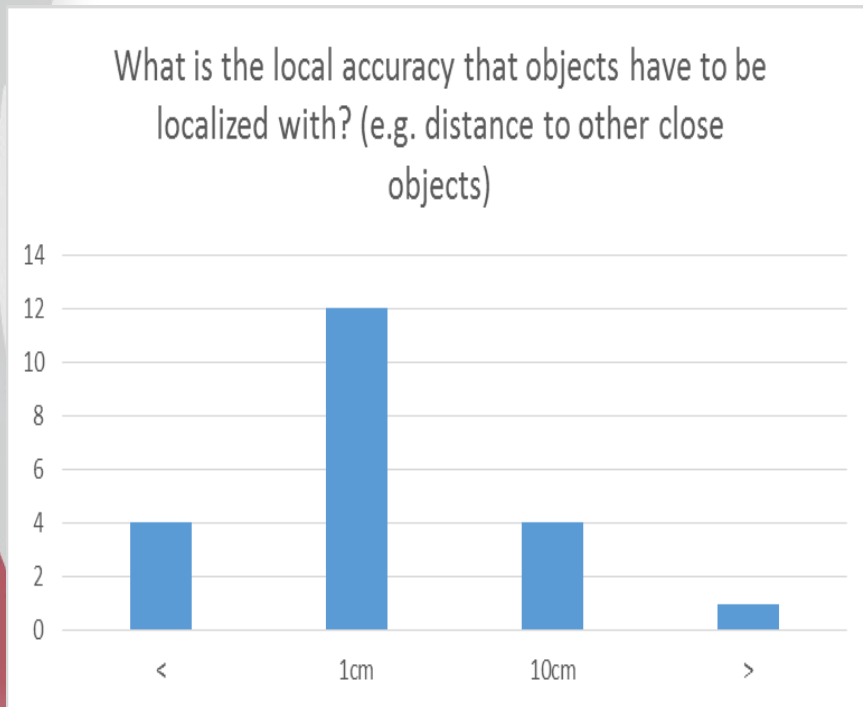 What is the local accuracy that objects have to be
localized with? (e.g. distance to other close
objects)
14
12
10
8
6
4
2
0
< 1cm 10cm >